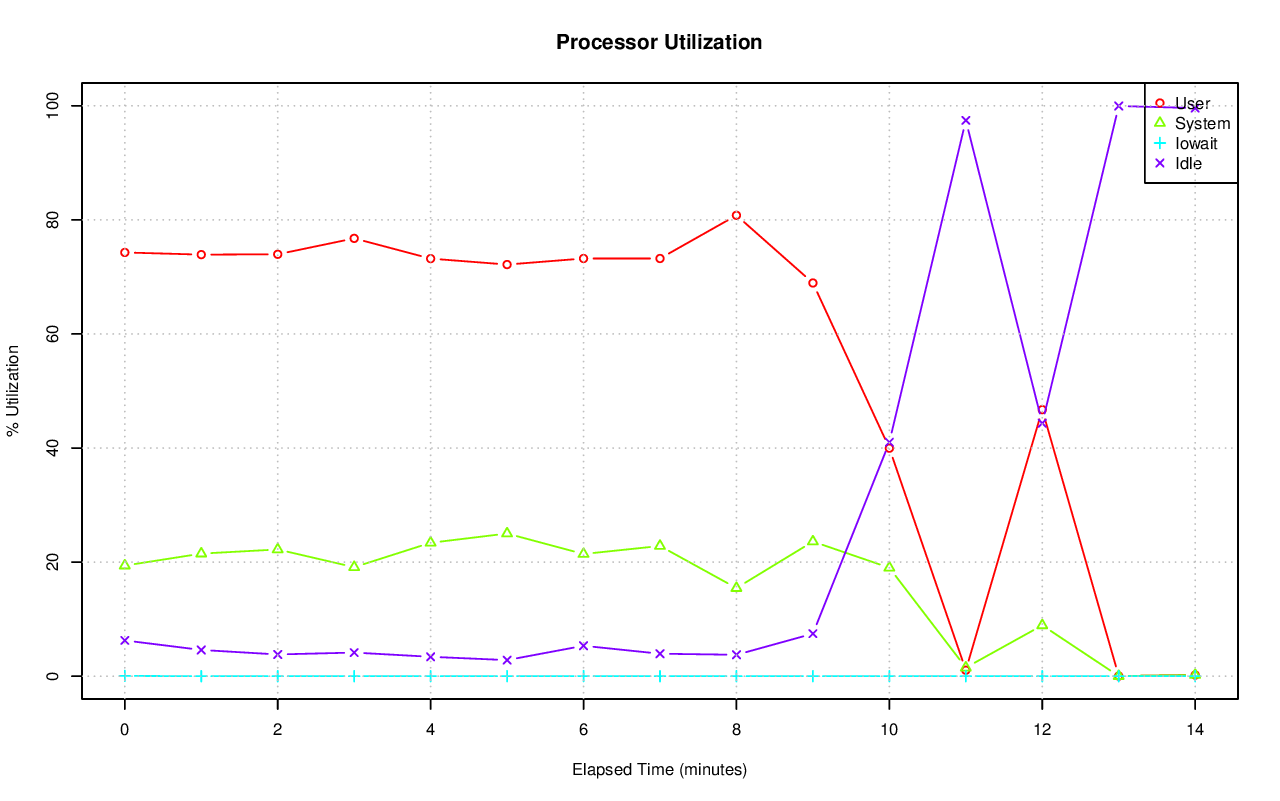 Processor Utilization
% Utilization
100
80
60
40
20
0
User
System
Iowait
Idle
0 2 4 6 8 10 12 14
Elapsed Time (minutes)